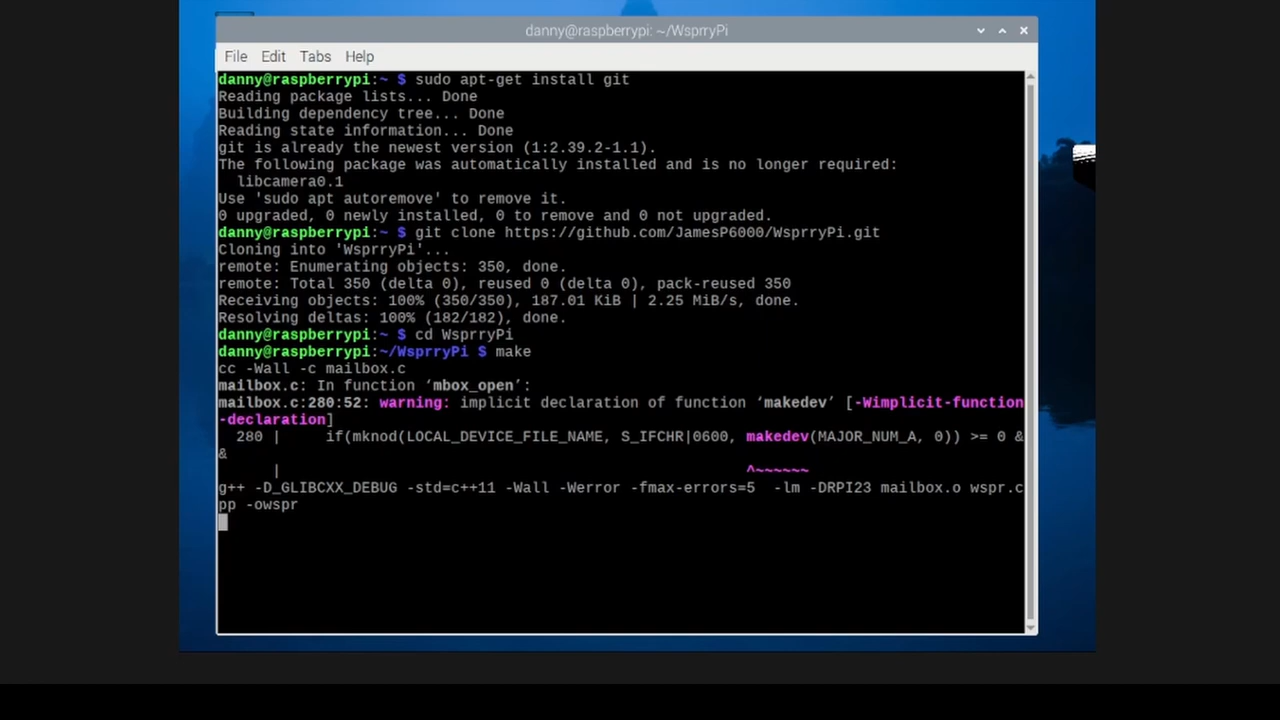 danny@raspberrypi: ~/WsprryPi
File Edit Tabs Help
danny@raspberrypi:~ $ sudo apt-get install git
Reading package lists... Done
Building dependency tree... Done
Reading state information... Done
git is already the newest version (1:2.39.2-1.1).
The following package was automatically installed and is no longer required:
  libcamera0.1
Use 'sudo apt autoremove' to remove it.
0 upgraded, 0 newly installed, 0 to remove and 0 not upgraded.
danny@raspberrypi:~ $ git clone https://github.com/JamesP6000/WsprryPi.git
Cloning into 'WsprryPi'...
remote: Enumerating objects: 350, done.
remote: Total 350 (delta 0), reused 0 (delta 0), pack-reused 350
Receiving objects: 100% (350/350), 187.01 KiB | 2.25 MiB/s, done.
Resolving deltas: 100% (182/182), done.
danny@raspberrypi:~ $ cd WsprryPi
danny@raspberrypi:~/WsprryPi $ make
cc -Wall -c mailbox.c
mailbox.c: In function ‘mbox_open’:
mailbox.c:280:52: warning: implicit declaration of function ‘makedev’ [-Wimplicit-function
-declaration]
  280 |     if(mknod(LOCAL_DEVICE_FILE_NAME, S_IFCHR|0600, makedev(MAJOR_NUM_A, 0)) >= 0 &
&
      |                                                    ^~~~~~~
g++ -D_GLIBCXX_DEBUG -std=c++11 -Wall -Werror -fmax-errors=5  -lm -DRPI23 mailbox.o wspr.c
pp -owspr